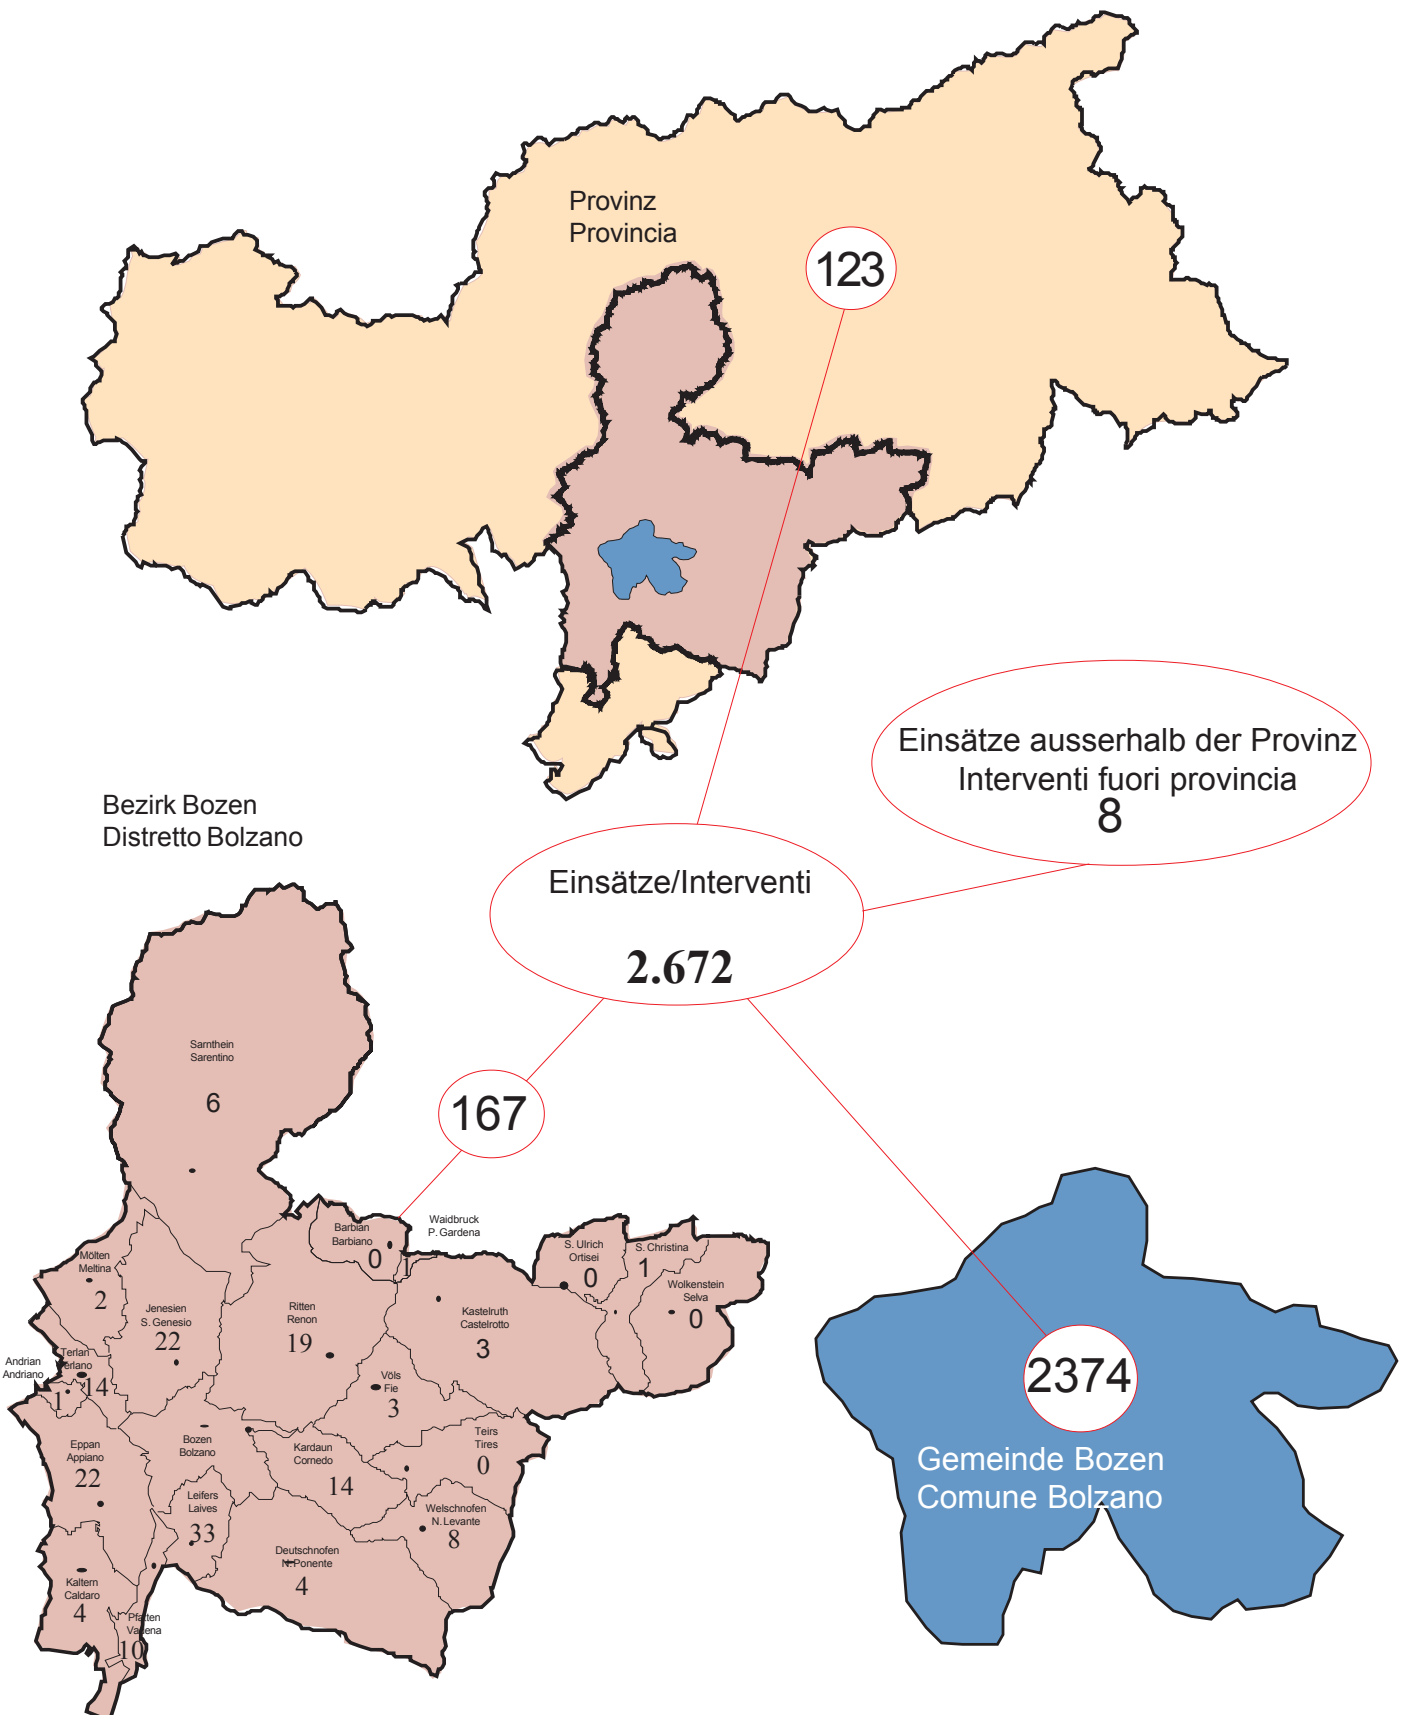 Provinz
Provincia
123
Einsätze ausserhalb der Provinz
Interventi fuori provincia
8
Bezirk Bozen
Distretto Bolzano
Einsätze/Interventi
2.672
167
Sarnthein
Sarentino
6
Barbian
Barbiano
0
Waidbruck
P. Gardena
1
S. Ulrich
Ortisei
0
S. Christina
1
Wolkenstein
Selva
0
Mölten
Meltina
2
Jenesien
S. Genesio
22
Ritten
Renon
19
Kastelruth
Castelrotto
3
Andrian
Andriano
1
Terlan
Terlano
14
Völs
Fie
3
Teirs
Tires
0
Eppan
Appiano
22
Bozen
Bolzano
Kardaun
Cornedo
14
Leifers
Laives
33
Welschnofen
N. Levante
8
Deutschnofen
N. Ponente
4
Kaltern
Caldaro
4
Pfatten
Vadena
10
2374
Gemeinde Bozen
Comune Bolzano